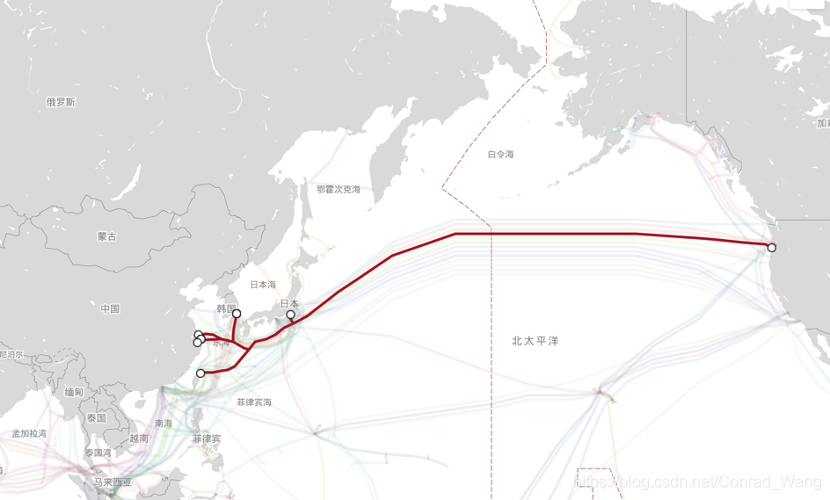 俄罗斯
加拿
白令海
鄂霍次克海
蒙古
日本海
日本
韩国
中国
东海
北太平洋
尼泊尔
缅甸
菲律宾海
泰国
南海
孟加拉湾
越南
菲律宾
泰国湾
马来西亚
https://blog.csdn.net/Conrad_Wang